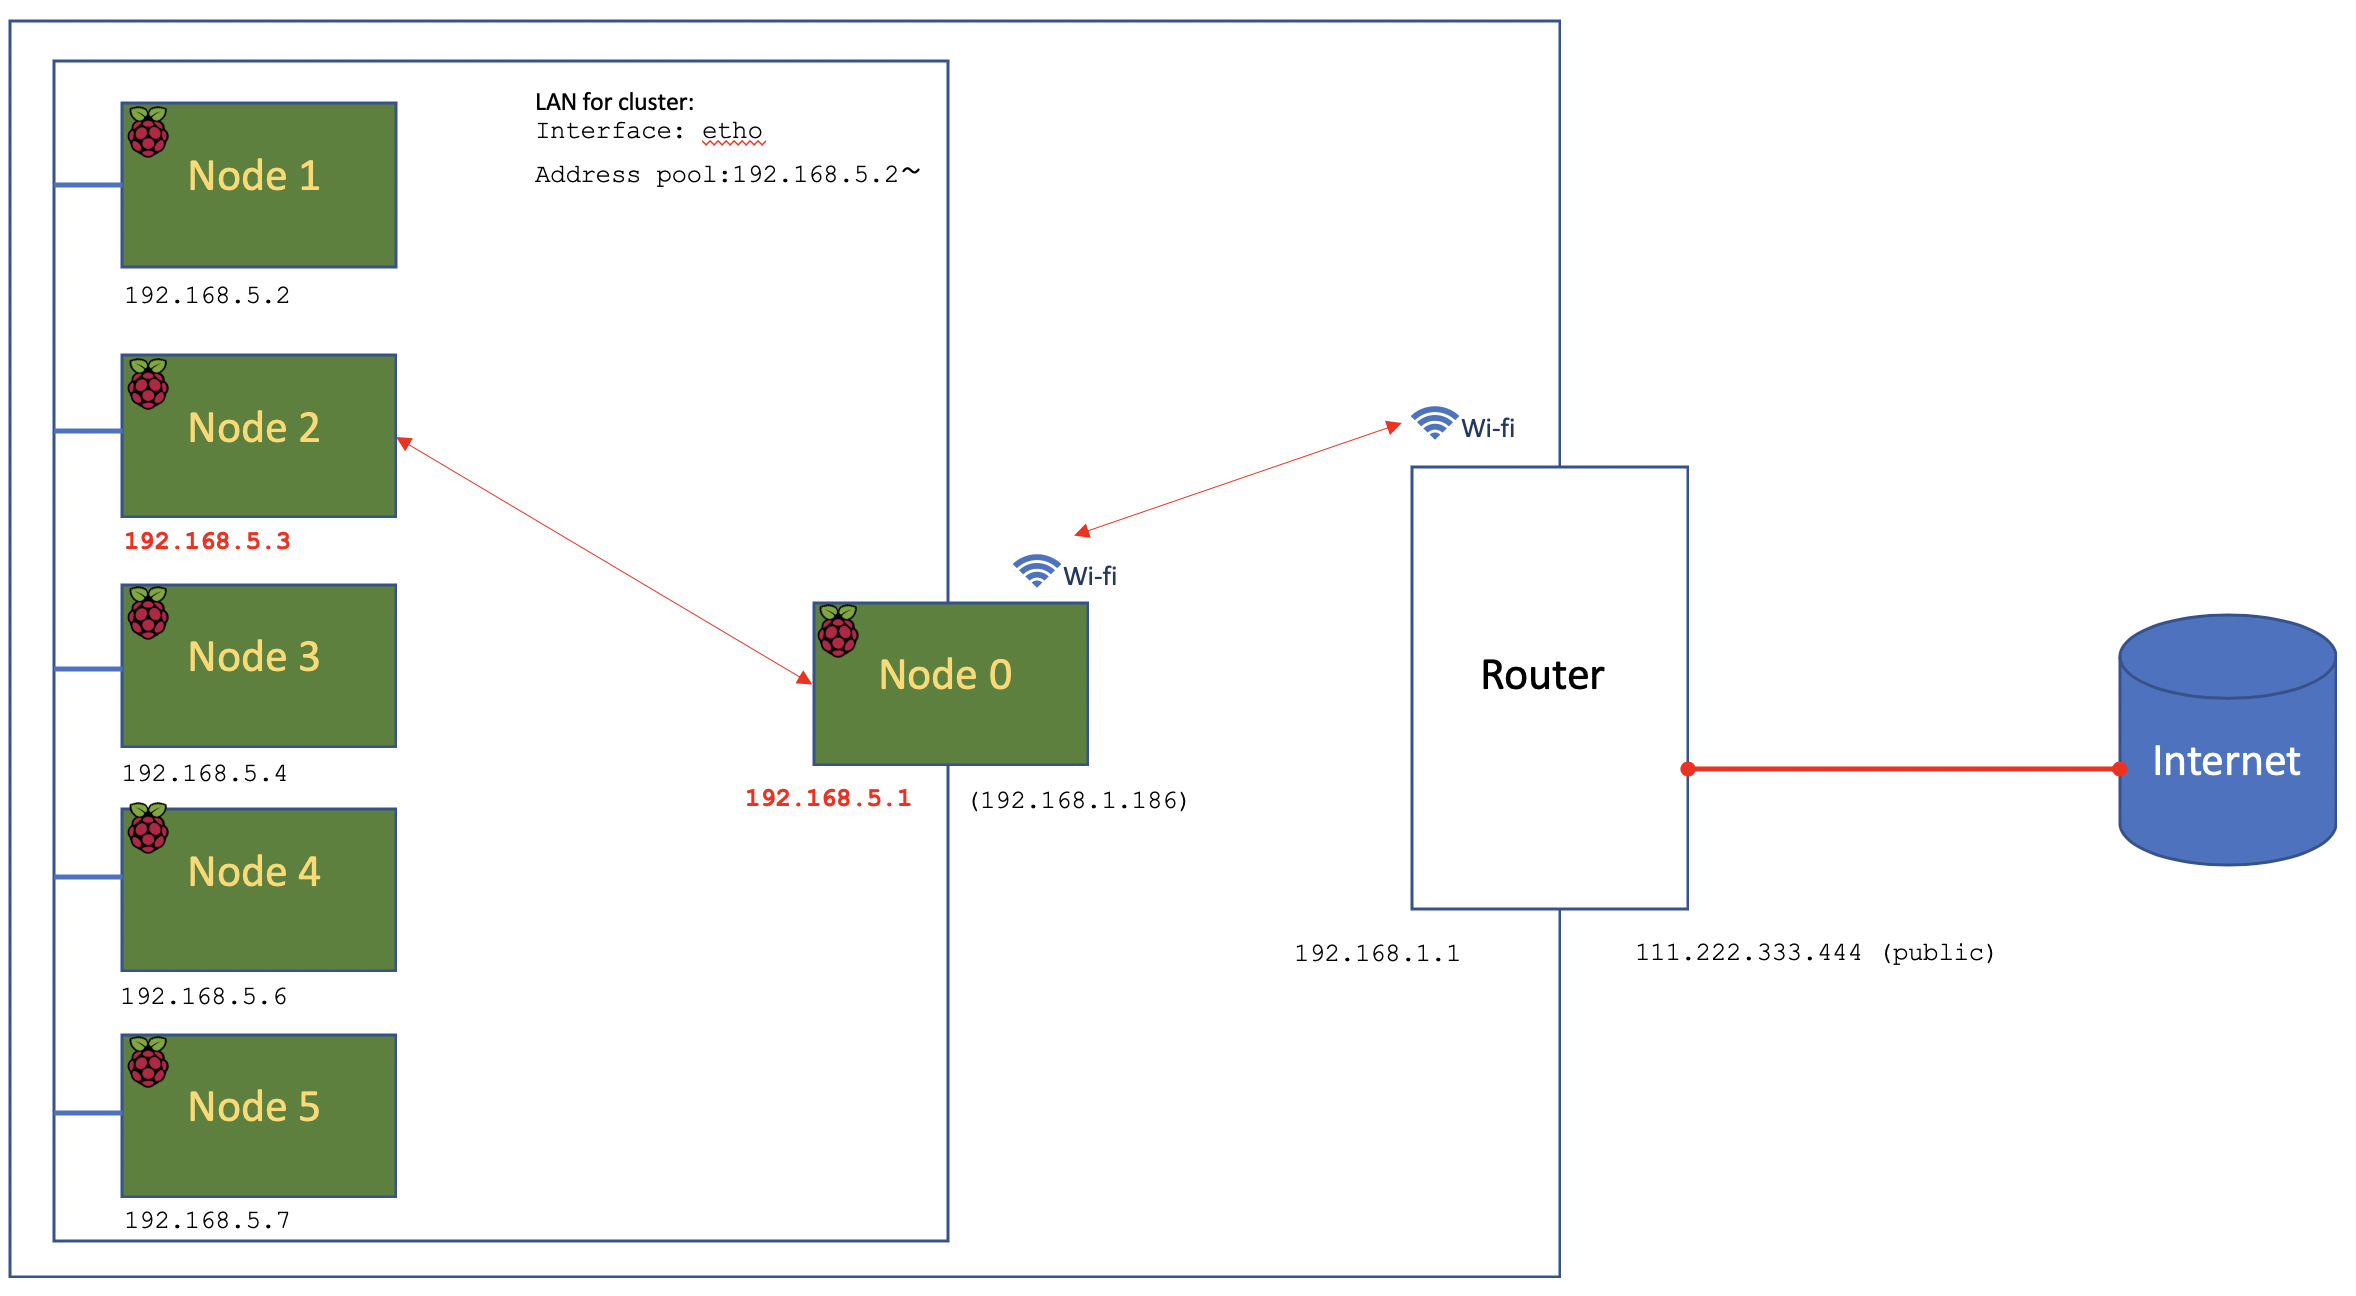 LAN for cluster:
Interface: etho
Address pool:192.168.5.2~
Node 1
192.168.5.2
Node 2
192.168.5.3
Node 3
192.168.5.4
Node 4
192.168.5.6
Node 5
192.168.5.7
Wi-fi
Node 0
192.168.5.1
(192.168.1.186)
Wi-fi
Router
192.168.1.1
111.222.333.444 (public)
Internet